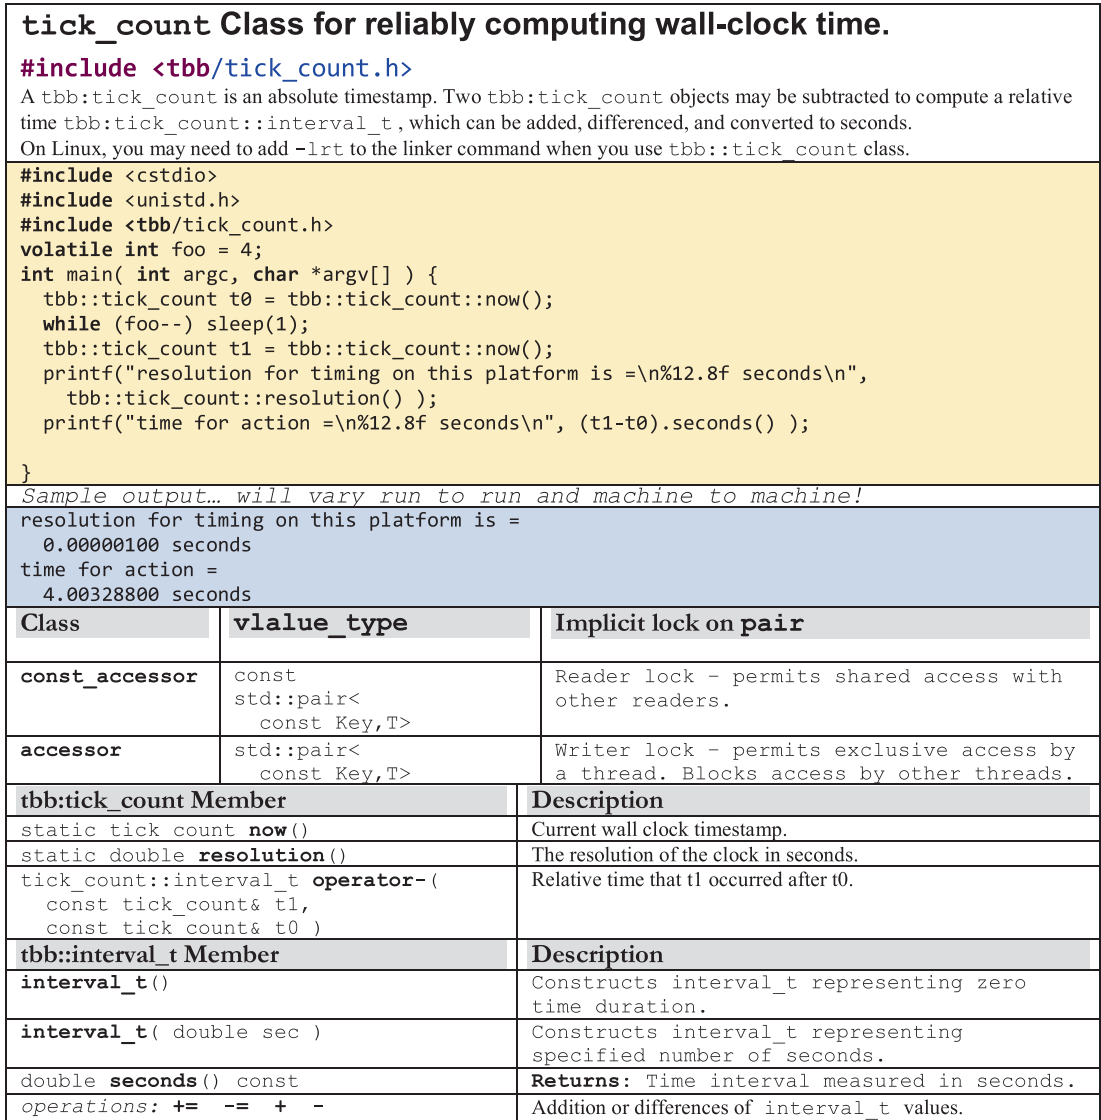 tick_count Class for reliably computing wall-clock time.
#include <tbb/tick_count.h>
A tbb:tick_count is an absolute timestamp. Two tbb:tick_count objects may be subtracted to compute a relative
time tbb:tick_count::interval_t , which can be added, differenced, and converted to seconds.
On Linux, you may need to add -lrt to the linker command when you use tbb::tick_count class.
#include <cstdio>
#include <unistd.h>
#include <tbb/tick_count.h>
volatile int foo = 4;
int main( int argc, char *argv[] ) {
  tbb::tick_count t0 = tbb::tick_count::now();
  while (foo--) sleep(1);
  tbb::tick_count t1 = tbb::tick_count::now();
  printf("resolution for timing on this platform is =\n%12.8f seconds\n",
    tbb::tick_count::resolution() );
  printf("time for action =\n%12.8f seconds\n", (t1-t0).seconds() );
}
Sample output… will vary run to run and machine to machine!
resolution for timing on this platform is =
  0.00000100 seconds
time for action =
  4.00328800 seconds
Class vlalue_type Implicit lock on pair
const_accessor const Reader lock – permits shared access with
std::pair< other readers.
const Key,T>
accessor std::pair< Writer lock – permits exclusive access by
const Key,T> a thread. Blocks access by other threads.
tbb:tick_count Member Description
static tick_count now() Current wall clock timestamp.
static double resolution() The resolution of the clock in seconds.
tick_count::interval_t operator-( Relative time that t1 occurred after t0.
  const tick_count& t1,
  const tick_count& t0 )
tbb::interval_t Member Description
interval_t() Constructs interval_t representing zero
time duration.
interval_t( double sec ) Constructs interval_t representing
specified number of seconds.
double seconds() const Returns: Time interval measured in seconds.
operations: += -= + - Addition or differences of interval_t values.